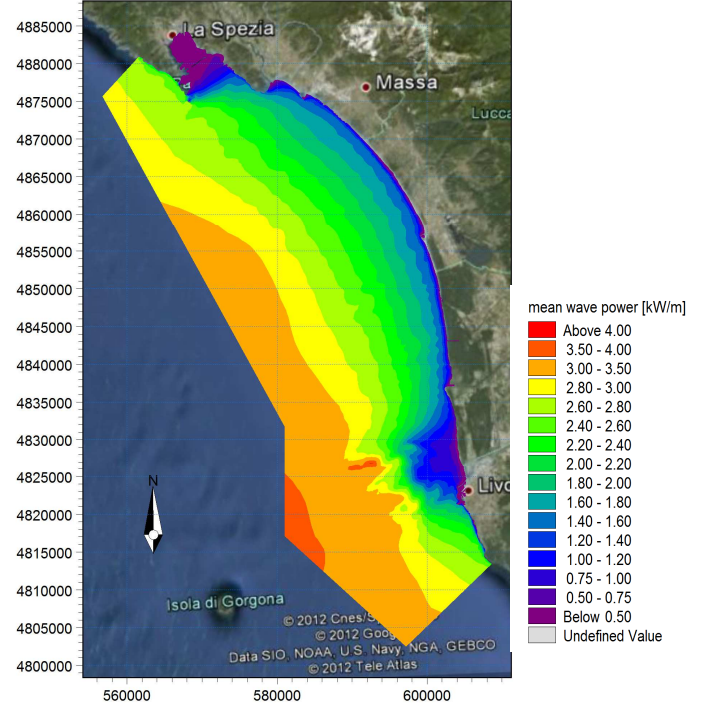 4885000
4880000
4875000
4870000
4865000
4860000
4855000
4850000
4845000
4840000
4835000
4830000
4825000
4820000
4815000
4810000
4805000
4800000
560000
580000
600000
La Spezia
Massa
Lucca
Livo
N
Isola di Gorgona
© 2012 Cnes/S
© 2012 Goog
Data SIO, NOAA, U.S. Navy, NGA, GEBCO
© 2012 Tele Atlas
mean wave power [kW/m]
Above 4.00
3.50 - 4.00
3.00 - 3.50
2.80 - 3.00
2.60 - 2.80
2.40 - 2.60
2.20 - 2.40
2.00 - 2.20
1.80 - 2.00
1.60 - 1.80
1.40 - 1.60
1.20 - 1.40
1.00 - 1.20
0.75 - 1.00
0.50 - 0.75
Below 0.50
Undefined Value